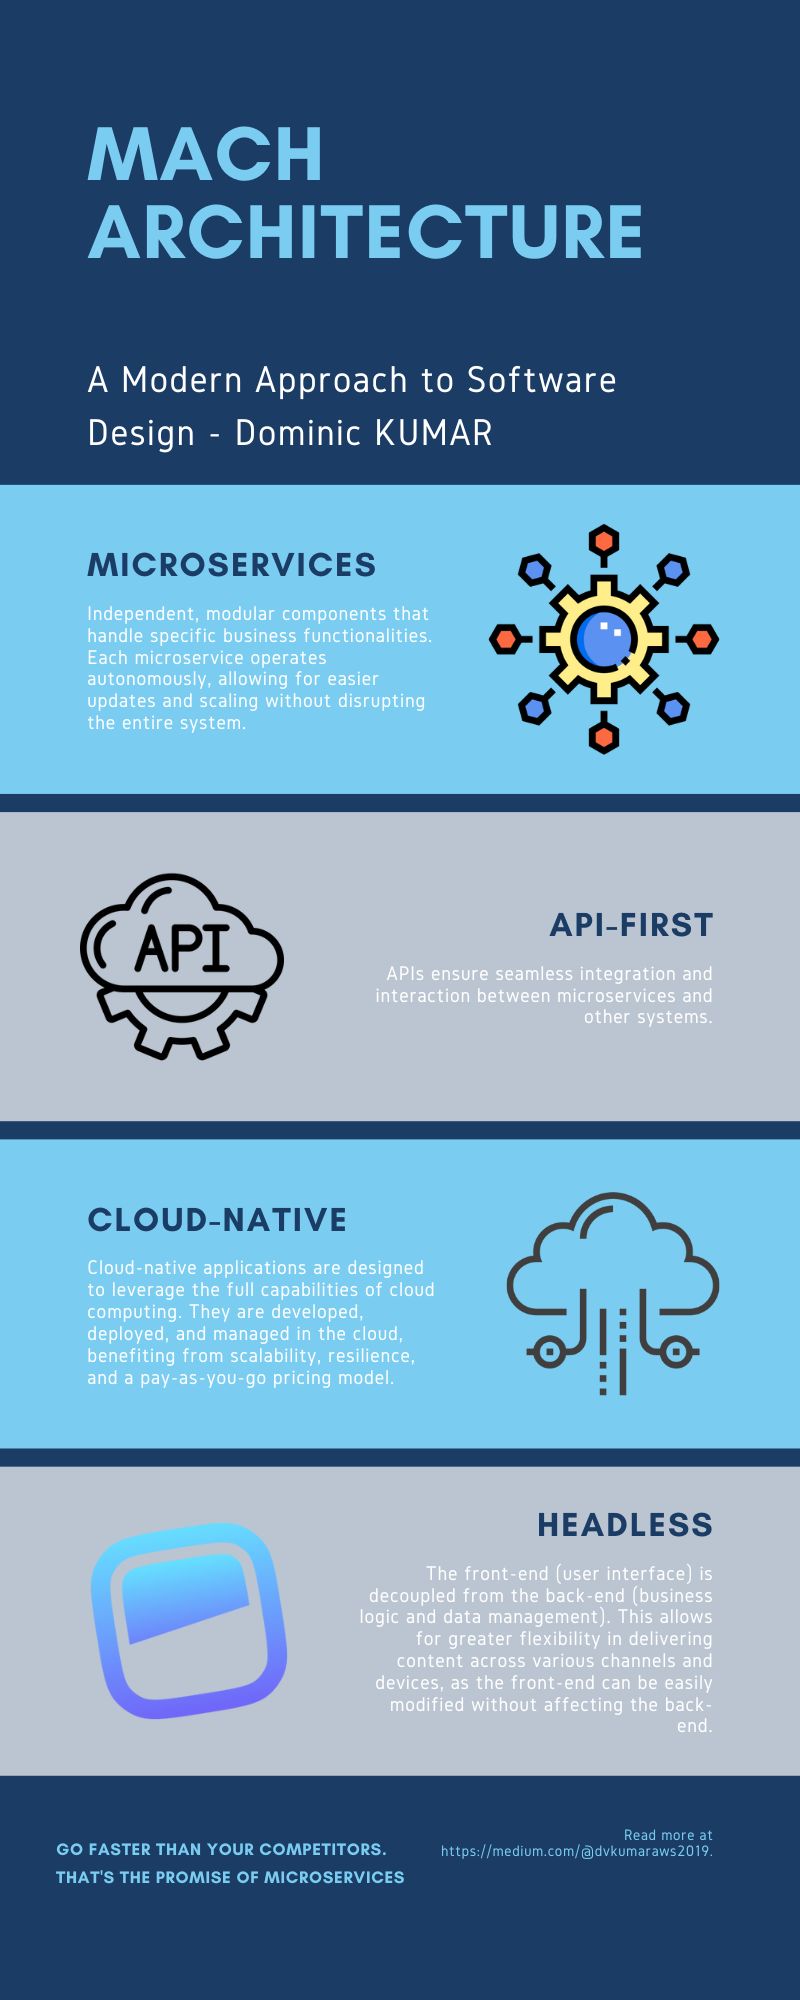 MACH
ARCHITECTURE
A Modern Approach to Software
Design - Dominic KUMAR
MICROSERVICES
Independent, modular components that
handle specific business functionalities.
Each microservice operates
autonomously, allowing for easier
updates and scaling without disrupting
the entire system.
API
API-FIRST
APIs ensure seamless integration and
interaction between microservices and
other systems.
CLOUD-NATIVE
Cloud-native applications are designed
to leverage the full capabilities of cloud
computing. They are developed,
deployed, and managed in the cloud,
benefiting from scalability, resilience,
and a pay-as-you-go pricing model.
HEADLESS
The front-end (user interface) is
decoupled from the back-end (business
logic and data management). This allows
for greater flexibility in delivering
content across various channels and
devices, as the front-end can be easily
modified without affecting the back-
end.
GO FASTER THAN YOUR COMPETITORS.
THAT'S THE PROMISE OF MICROSERVICES
Read more at
https://medium.com/@dvkumaraws2019.